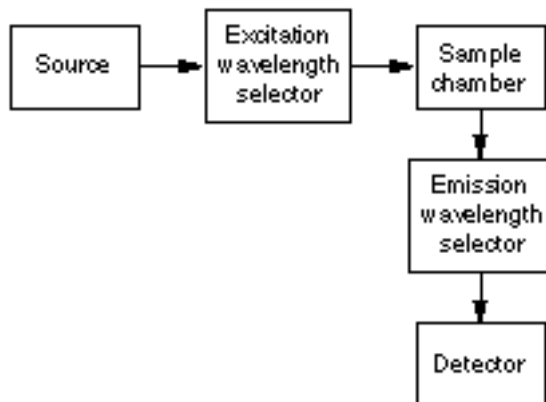 Source
Excitation
wavelength
selector
Sample
chamber
Emission
wavelength
selector
Detector